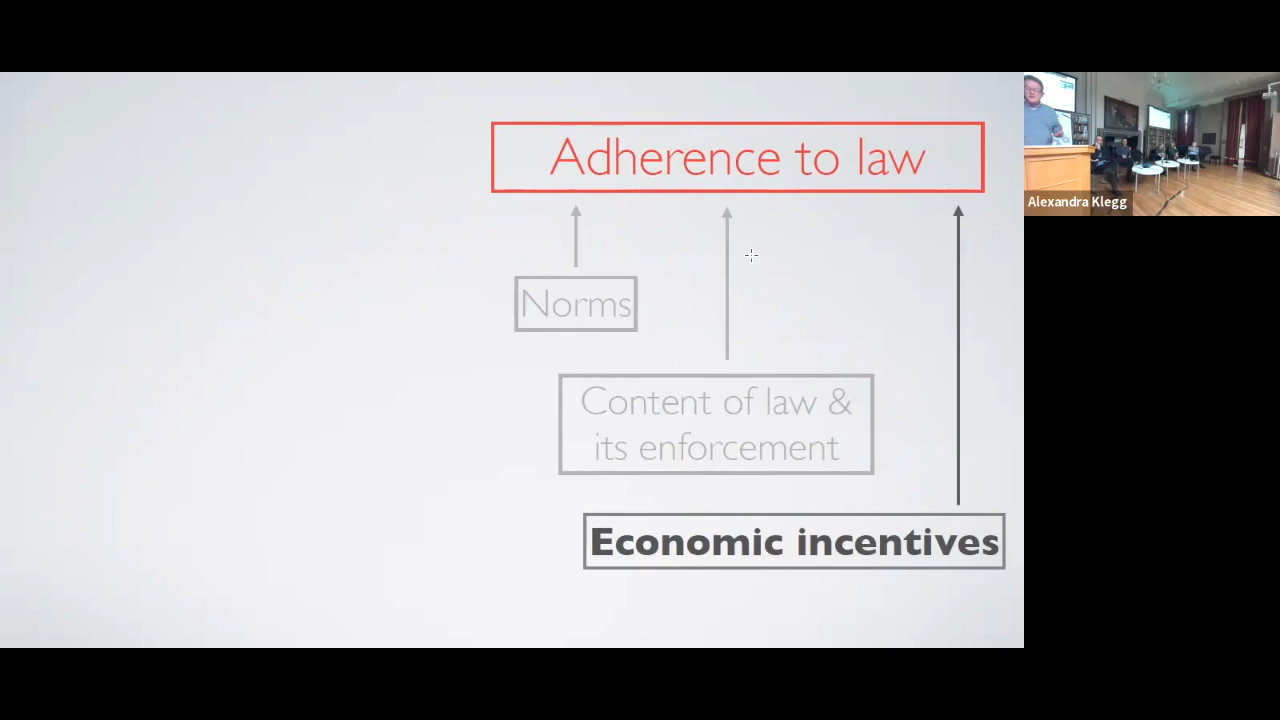 Adherence to law
Alexandra Klegg
Norms
Content of law &
its enforcement
Economic incentives